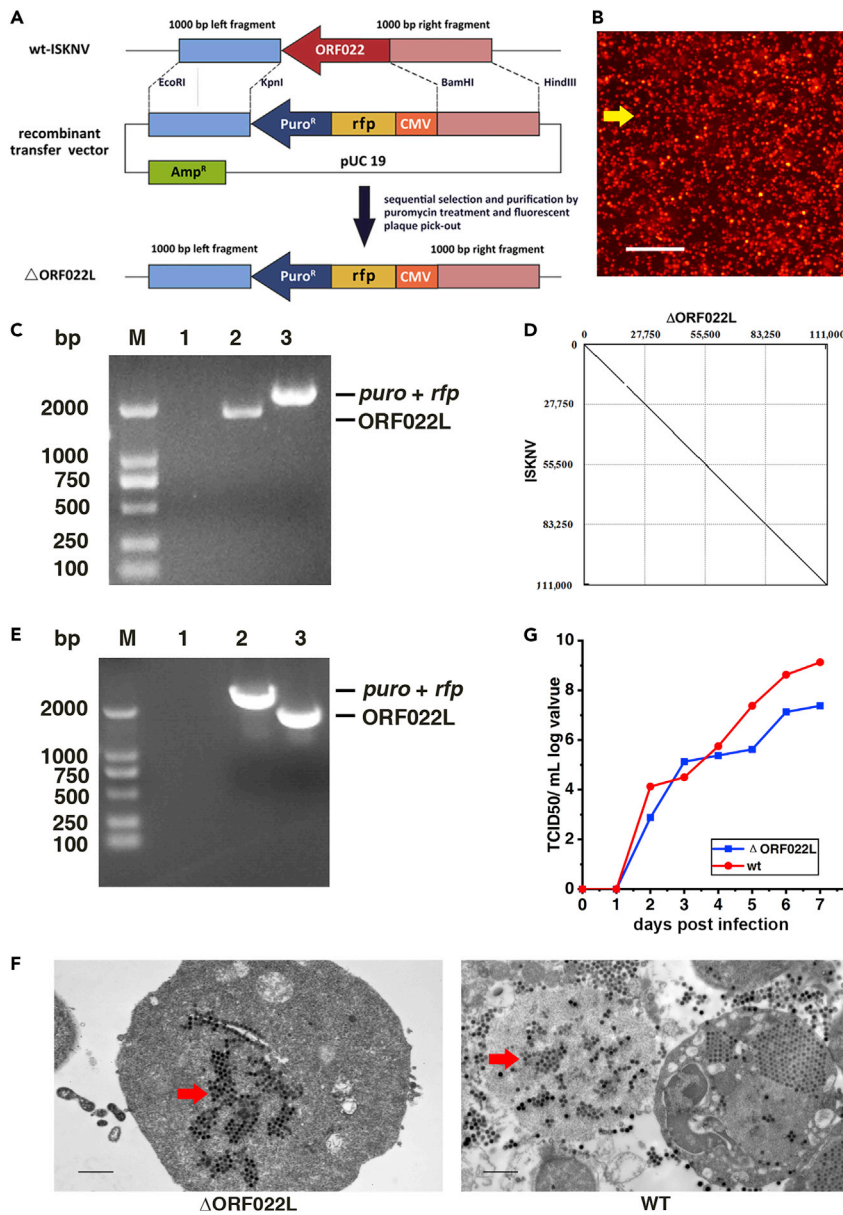 A
1000 bp left fragment 1000 bp right fragment
wt-ISKNV
ORF022
EcoRI KpnI BamHI HindIII
recombinant
transfer vector
Puroᴿ rfp CMV
Ampᴿ
pUC 19
sequential selection and purification by
puromycin treatment and fluorescent
plaque pick-out
1000 bp left fragment 1000 bp right fragment
△ORF022L
Puroᴿ rfp CMV
B
C
bp M 1 2 3
2000
1000
750
500
250
100
puro + rfp
ORF022L
D
ΔORF022L
0 27,750 55,500 83,250 111,000
0
27,750
55,500
83,250
111,000
ISKNV
E
bp M 1 2 3
2000
1000
750
500
250
100
puro + rfp
ORF022L
G
10
8
6
4
2
0
TCID50/ mL log valvue
Δ ORF022L
wt
0 1 2 3 4 5 6 7
days post infection
F
ΔORF022L
WT